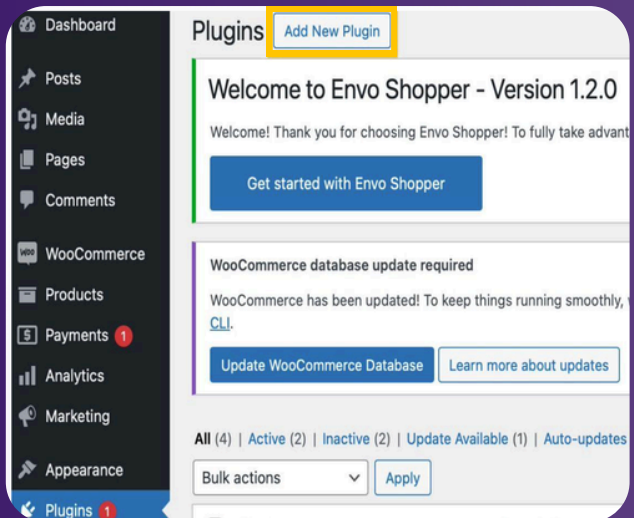 Dashboard
Posts
Media
Pages
Comments
WOO
WooCommerce
Products
Payments 1
Analytics
Marketing
Appearance
Plugins 1
Plugins Add New Plugin
Welcome to Envo Shopper - Version 1.2.0
Welcome! Thank you for choosing Envo Shopper! To fully take advant
Get started with Envo Shopper
WooCommerce database update required
WooCommerce has been updated! To keep things running smoothly,
CLI.
Update WooCommerce Database Learn more about updates
All (4) | Active (2) | Inactive (2) | Update Available (1) | Auto-updates
Bulk actions Apply